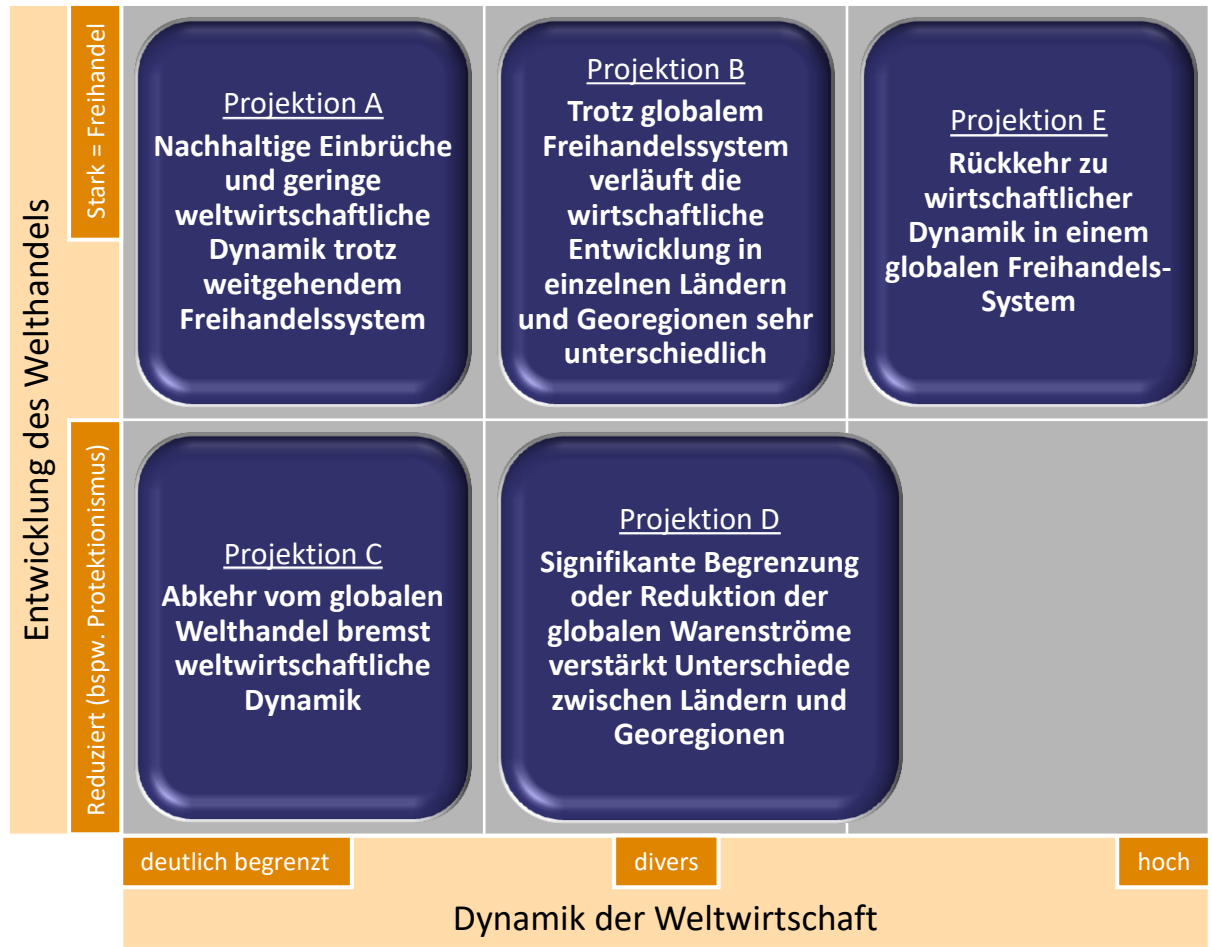 Entwicklung des Welthandels
Stark = Freihandel
Projektion A
Nachhaltige Einbrüche
und geringe
weltwirtschaftliche
Dynamik trotz
weitgehendem
Freihandelssystem
Projektion B
Trotz globalem
Freihandelssystem
verläuft die
wirtschaftliche
Entwicklung in
einzelnen Ländern
und Georegionen sehr
unterschiedlich
Projektion E
Rückkehr zu
wirtschaftlicher
Dynamik in einem
globalen Freihandels-
System
Reduziert (bspw. Protektionismus)
Projektion C
Abkehr vom globalen
Welthandel bremst
weltwirtschaftliche
Dynamik
Projektion D
Signifikante Begrenzung
oder Reduktion der
globalen Warenströme
verstärkt Unterschiede
zwischen Ländern und
Georegionen
deutlich begrenzt
divers
hoch
Dynamik der Weltwirtschaft